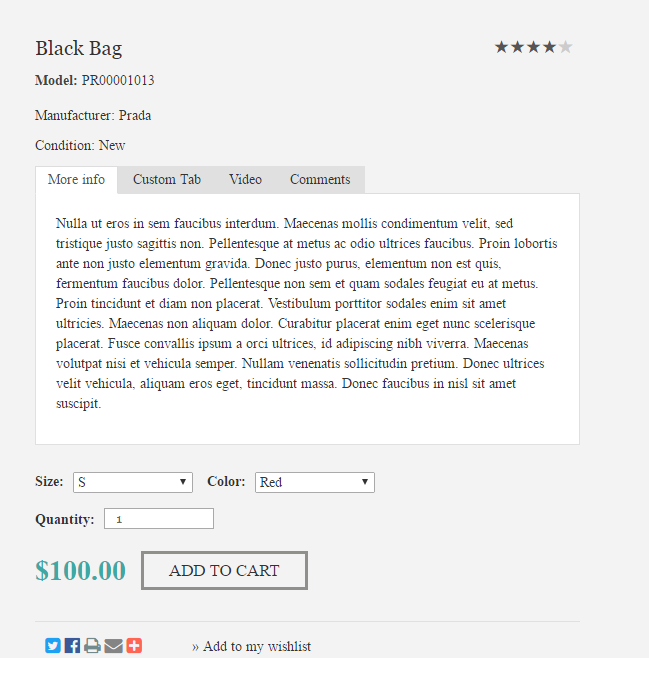 Black Bag
Model: PR00001013
Manufacturer: Prada
Condition: New
More info Custom Tab Video Comments
Nulla ut eros in sem faucibus interdum. Maecenas mollis condimentum velit, sed
tristique justo sagittis non. Pellentesque at metus ac odio ultrices faucibus. Proin lobortis
ante non justo elementum gravida. Donec justo purus, elementum non est quis,
fermentum faucibus dolor. Pellentesque non sem et quam sodales feugiat eu at metus.
Proin tincidunt et diam non placerat. Vestibulum porttitor sodales enim sit amet
ultricies. Maecenas non aliquam dolor. Curabitur placerat enim eget nunc scelerisque
placerat. Fusce convallis ipsum a orci ultrices, id adipiscing nibh viverra. Maecenas
volutpat nisi et vehicula semper. Nullam venenatis sollicitudin pretium. Donec ultrices
velit vehicula, aliquam eros eget, tincidunt massa. Donec faucibus in nisl sit amet
suscipit.
Size: S Color: Red
Quantity: 1
$100.00 ADD TO CART
» Add to my wishlist